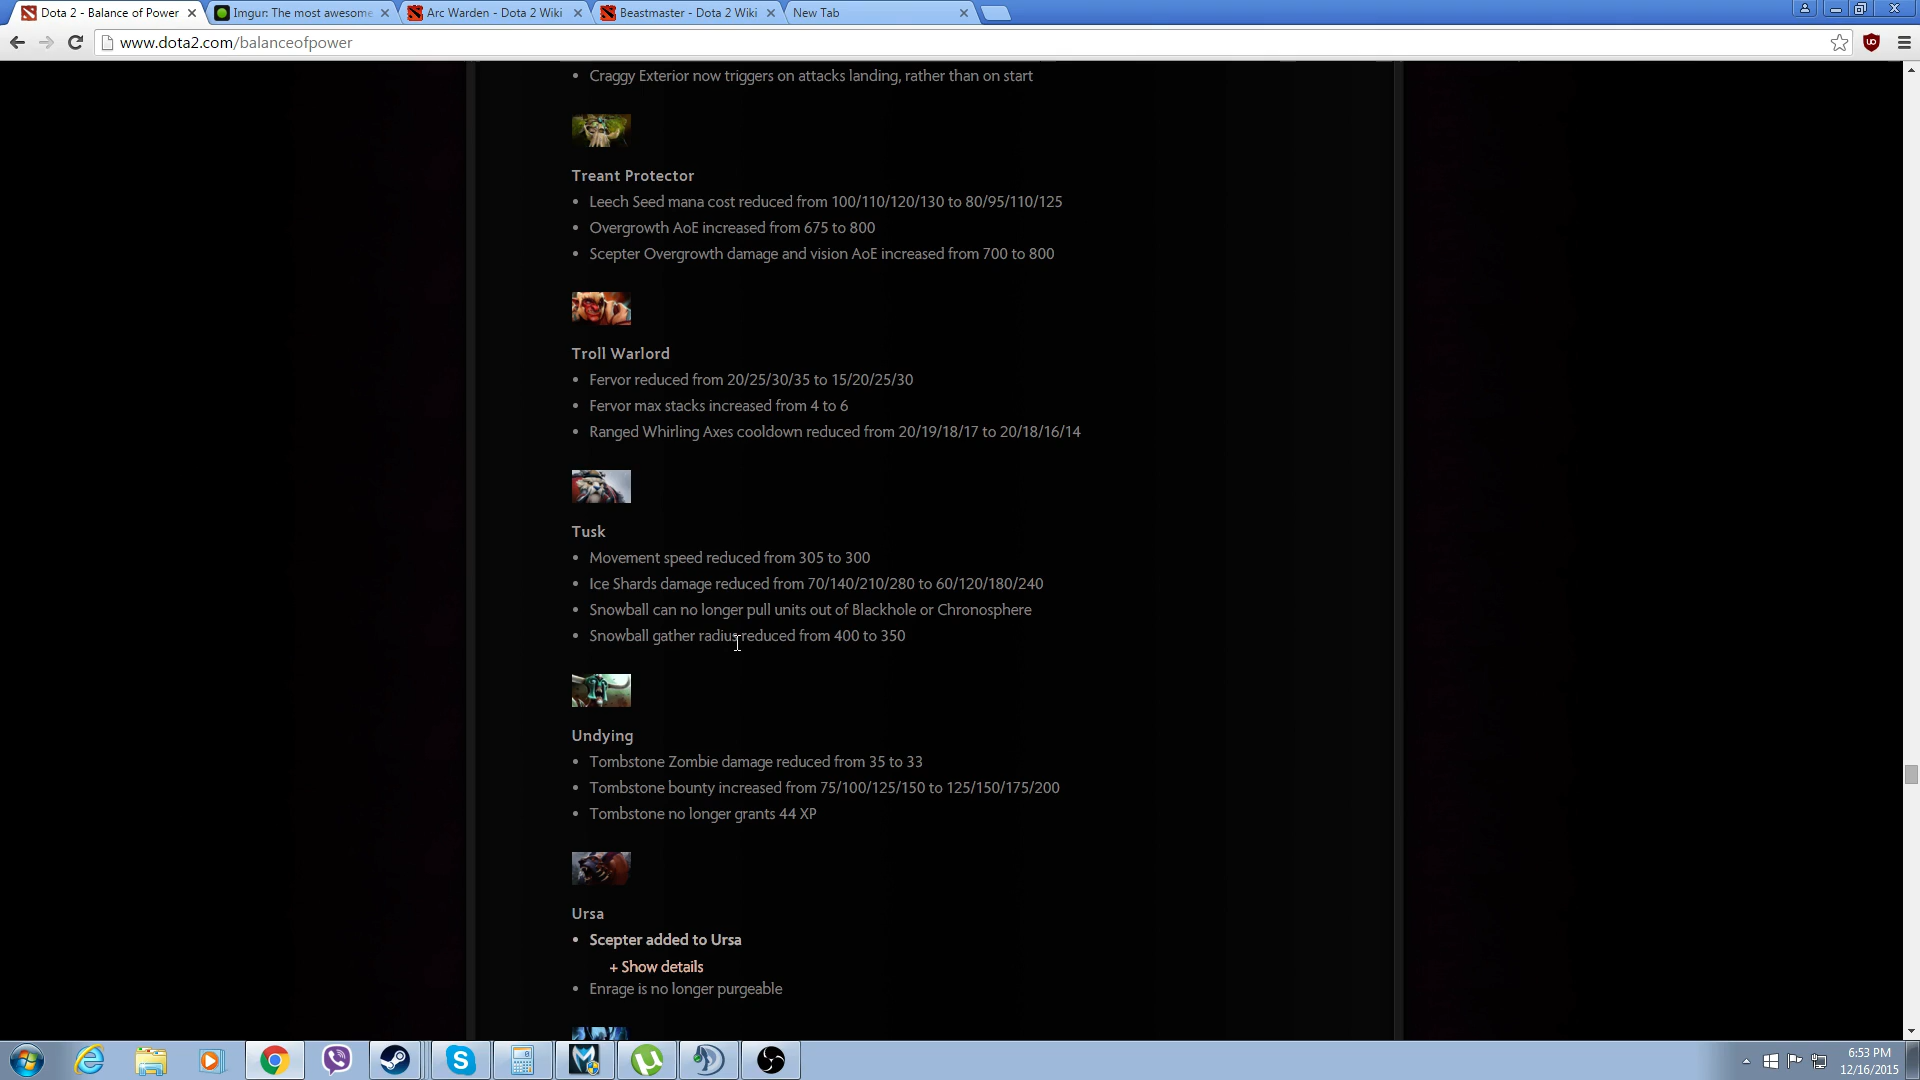 Dota 2 - Balance of Power
Imgur: The most awesome
Arc Warden - Dota 2 Wiki
Beastmaster - Dota 2 Wiki
New Tab
www.dota2.com/balanceofpower
• Craggy Exterior now triggers on attacks landing, rather than on start
Treant Protector
• Leech Seed mana cost reduced from 100/110/120/130 to 80/95/110/125
• Overgrowth AoE increased from 675 to 800
• Scepter Overgrowth damage and vision AoE increased from 700 to 800
Troll Warlord
• Fervor reduced from 20/25/30/35 to 15/20/25/30
• Fervor max stacks increased from 4 to 6
• Ranged Whirling Axes cooldown reduced from 20/19/18/17 to 20/18/16/14
Tusk
• Movement speed reduced from 305 to 300
• Ice Shards damage reduced from 70/140/210/280 to 60/120/180/240
• Snowball can no longer pull units out of Blackhole or Chronosphere
• Snowball gather radius reduced from 400 to 350
Undying
• Tombstone Zombie damage reduced from 35 to 33
• Tombstone bounty increased from 75/100/125/150 to 125/150/175/200
• Tombstone no longer grants 44 XP
Ursa
• Scepter added to Ursa
+ Show details
• Enrage is no longer purgeable
6:53 PM
12/16/2015